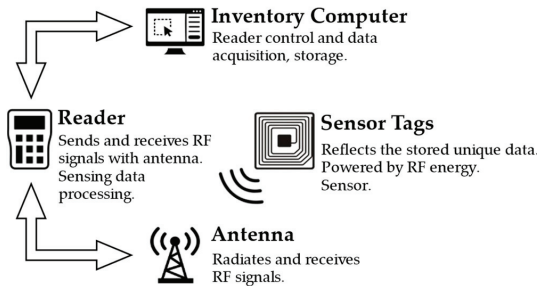 Inventory Computer
Reader control and data
acquisition, storage.
Reader
Sends and receives RF
signals with antenna.
Sensing data
processing.
Sensor Tags
Reflects the stored unique data.
Powered by RF energy.
Sensor.
Antenna
Radiates and receives
RF signals.